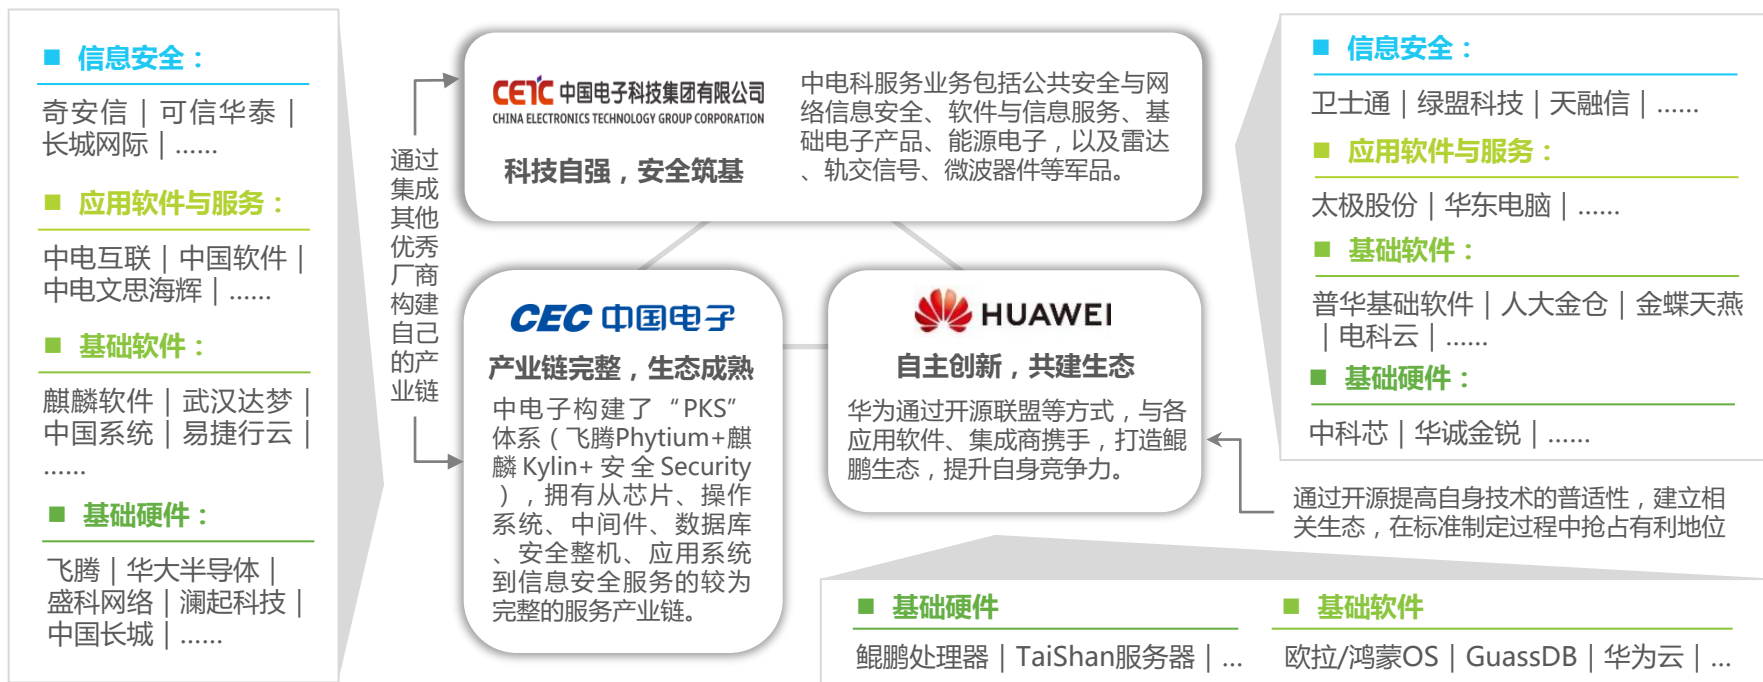 信息安全：
奇安信 | 可信华泰 |
长城网际 | ......
应用软件与服务：
中电互联 | 中国软件 |
中电文思海辉 | ......
基础软件：
麒麟软件 | 武汉达梦 |
中国系统 | 易捷行云 |
......
基础硬件：
飞腾 | 华大半导体 |
盛科网络 | 澜起科技 |
中国长城 | ......
通过
集成
其他
优秀
厂商
构建
自己
的产
业链
CETC 中国电子科技集团有限公司
CHINA ELECTRONICS TECHNOLOGY GROUP CORPORATION
科技自强，安全筑基
中电科服务业务包括公共安全与网
络信息安全、软件与信息服务、基
础电子产品、能源电子，以及雷达
、轨交信号、微波器件等军品。
CEC 中国电子
产业链完整，生态成熟
中电子构建了“PKS”
体系（飞腾Phytium+麒
麟Kylin+安全Security
），拥有从芯片、操作
系统、中间件、数据库
、安全整机、应用系统
到信息安全服务的较为
完整的服务产业链。
HUAWEI
自主创新，共建生态
华为通过开源联盟等方式，与各
应用软件、集成商携手，打造鲲
鹏生态，提升自身竞争力。
信息安全：
卫士通 | 绿盟科技 | 天融信 | ......
应用软件与服务：
太极股份 | 华东电脑 | ......
基础软件：
普华基础软件 | 人大金仓 | 金蝶天燕
| 电科云 | ......
基础硬件：
中科芯 | 华诚金锐 | ......
通过开源提高自身技术的普适性，建立相
关生态，在标准制定过程中抢占有利地位
基础硬件
鲲鹏处理器 | TaiShan服务器 | ...
基础软件
欧拉/鸿蒙OS | GuassDB | 华为云 | ...